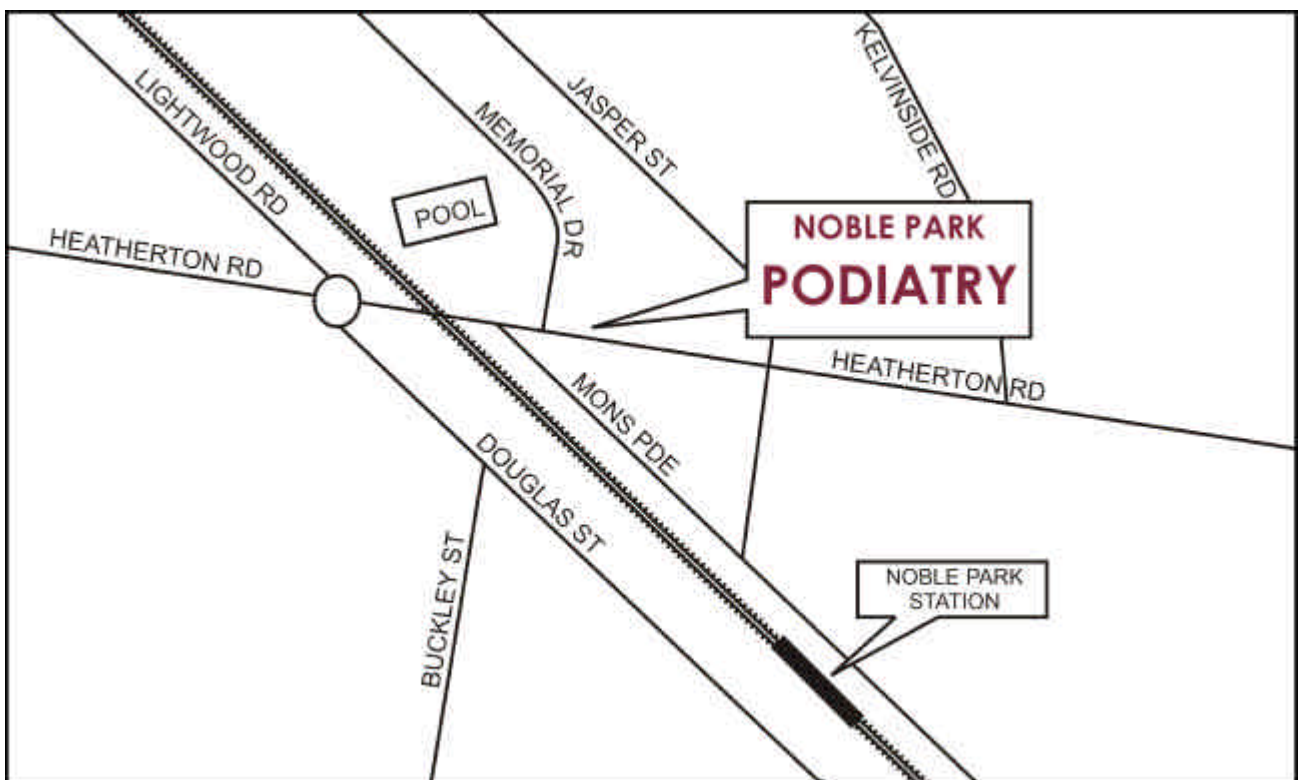 LIGHTWOOD RD
MEMORIAL DR
JASPER ST
KELVINSIDE RD
POOL
HEATHERTON RD
NOBLE PARK
PODIATRY
HEATHERTON RD
MONS PDE
DOUGLAS ST
BUCKLEY ST
NOBLE PARK
STATION